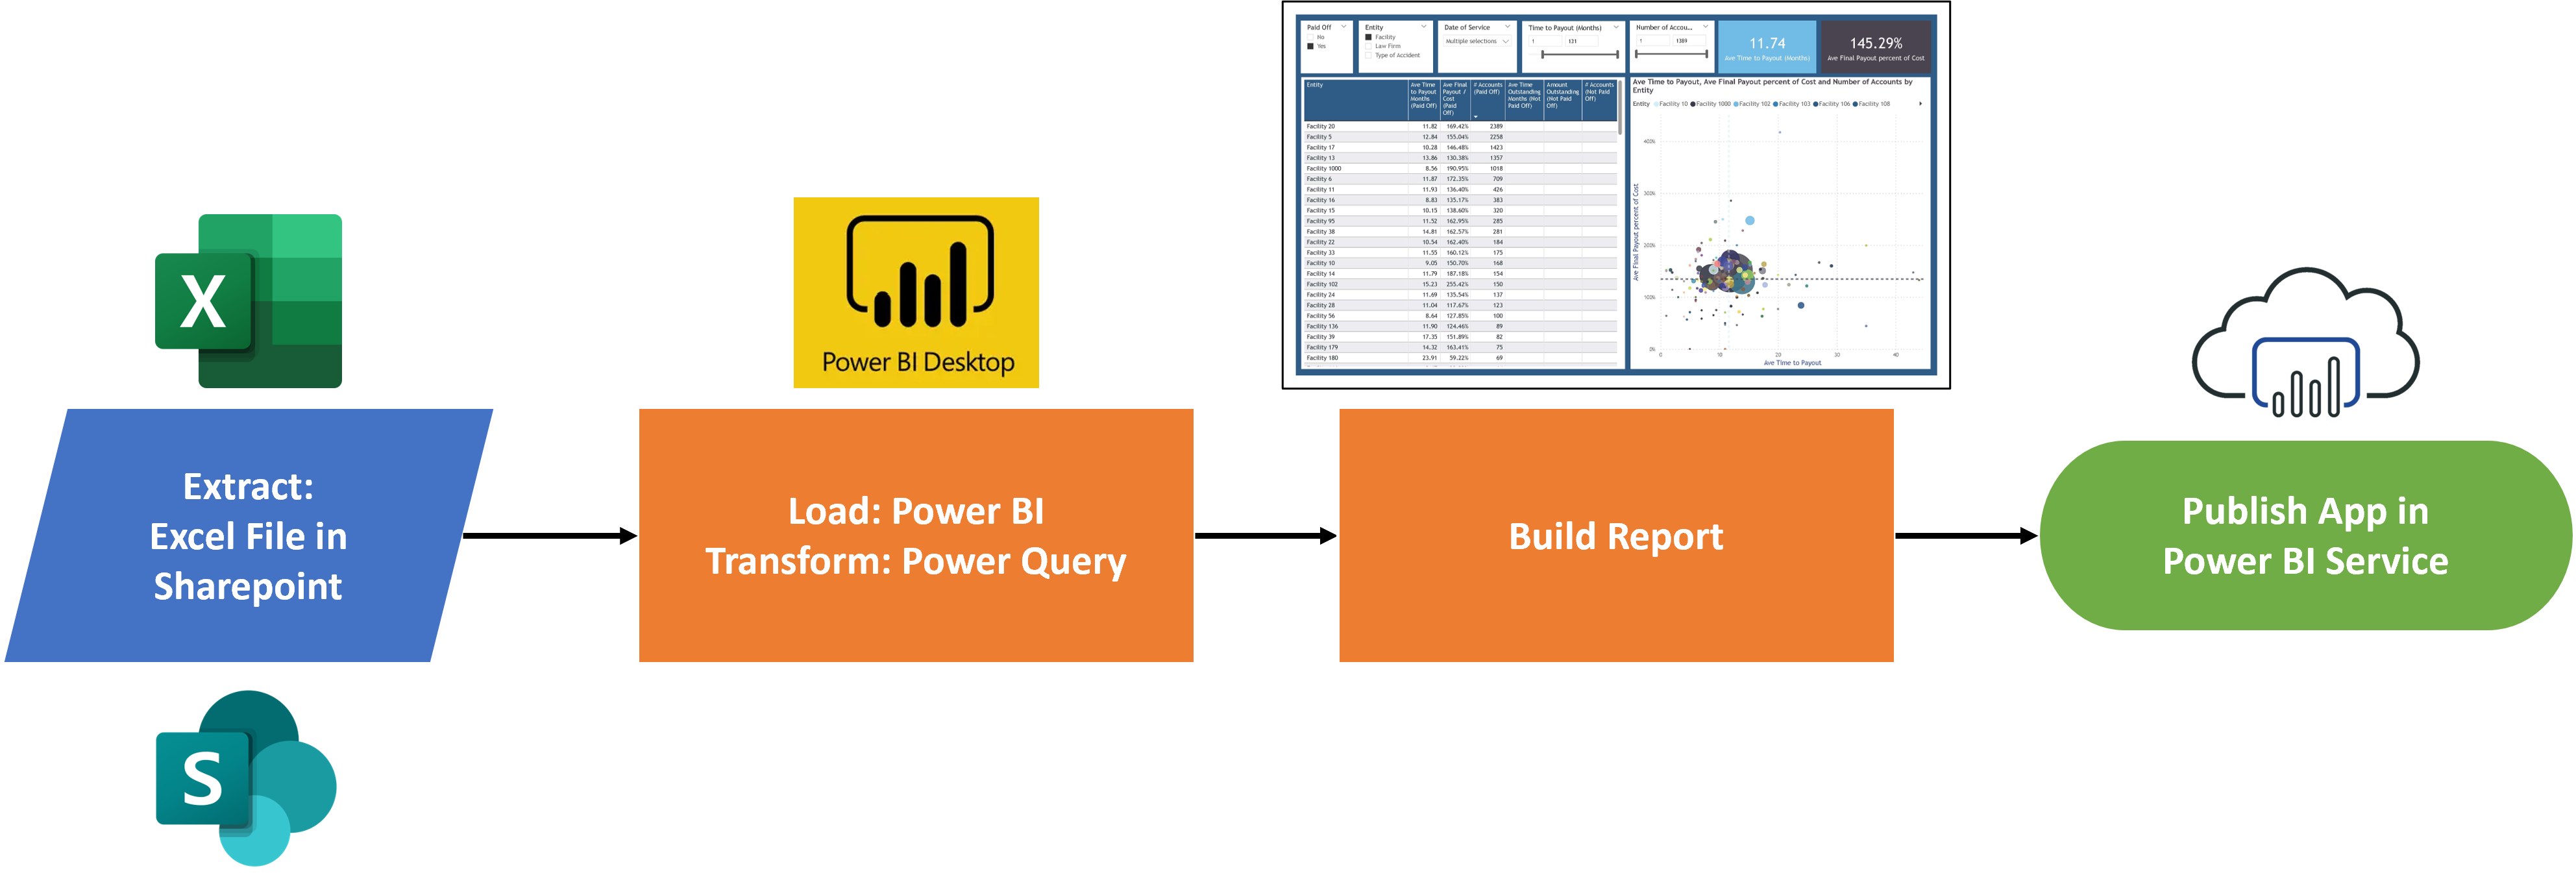 Paid Off
No
Yes
Entity
Facility
Law Firm
Type of Accident
Date of Service
Multiple selections
Time to Payout (Months)
1 131
Number of Accou...
1 1389
11.74
Ave Time to Payout (Months)
145.29%
Ave Final Payout percent of Cost
Entity
Ave Time
to Payout
Months
(Paid Off)
Ave Final
Payout /
Cost
(Paid
Off)
# Accounts
(Paid Off)
Ave Time
Outstanding
Months (Not
Paid Off)
Amount
Outstanding
(Not Paid
Off)
# Accounts
(Not Paid
Off)
Facility 20 11.82 169.42% 2389
Facility 5 12.84 155.04% 2258
Facility 17 10.28 146.48% 1423
Facility 13 13.86 130.38% 1357
Facility 1000 8.56 190.95% 1018
Facility 6 11.87 172.35% 709
Facility 11 11.93 136.40% 426
Facility 16 8.83 135.17% 383
Facility 15 10.15 138.60% 320
Facility 95 11.52 162.95% 285
Facility 38 14.81 162.57% 281
Facility 22 10.54 162.40% 184
Facility 33 11.55 160.12% 175
Facility 10 9.05 150.70% 168
Facility 14 11.79 187.18% 154
Facility 102 15.23 255.42% 150
Facility 24 11.69 135.54% 137
Facility 28 11.04 117.67% 123
Facility 56 8.64 127.85% 100
Facility 136 11.90 124.46% 89
Facility 39 17.35 151.89% 82
Facility 179 14.32 163.41% 75
Facility 180 23.91 59.22% 69
Ave Time to Payout, Ave Final Payout percent of Cost and Number of Accounts by
Entity
Entity Facility 10 Facility 1000 Facility 102 Facility 103 Facility 106 Facility 108
Ave Final Payout percent of Cost
400%
300%
200%
100%
0%
0 10 20 30 40
Ave Time to Payout
X
Power BI Desktop
Extract:
Excel File in
Sharepoint
Load: Power BI
Transform: Power Query
Build Report
Publish App in
Power BI Service
S